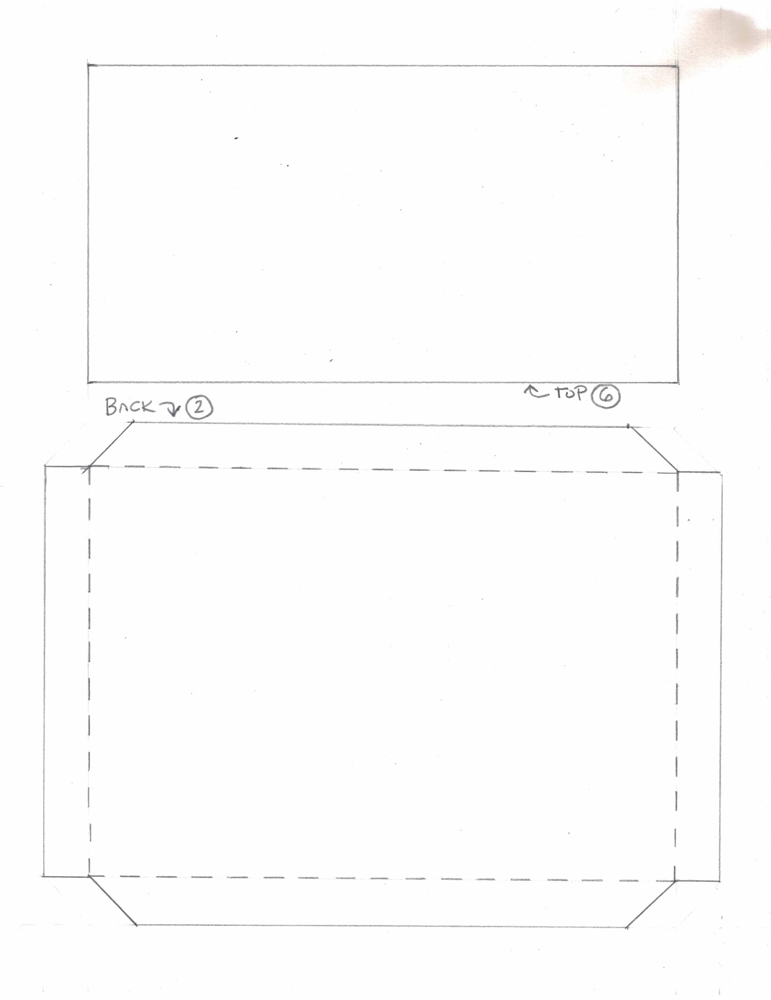 ↖ TOP ⑥
BACK ↘ ②